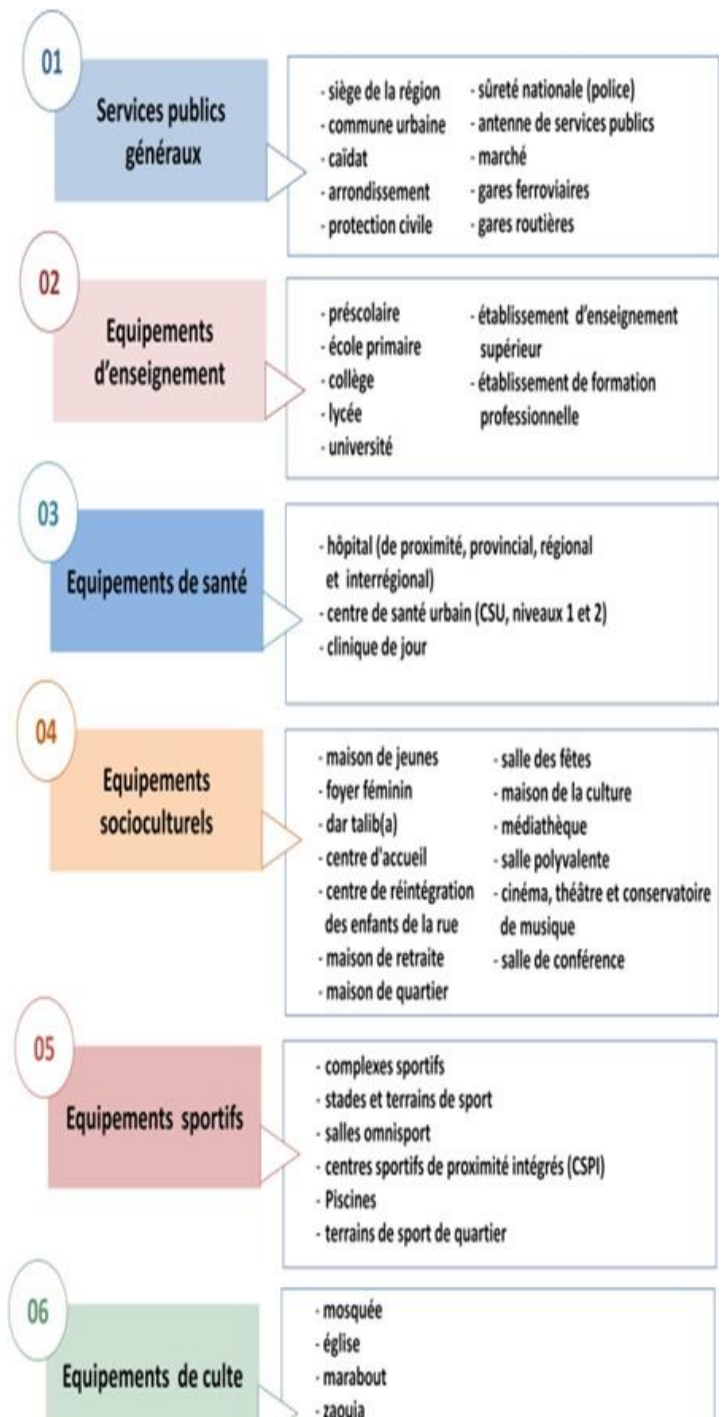 01
Services publics
généraux
- siège de la région
- commune urbaine
- caïdat
- arrondissement
- protection civile
- sûreté nationale (police)
- antenne de services publics
- marché
- gares ferroviaires
- gares routières
02
Equipements
d'enseignement
- préscolaire
- école primaire
- collège
- lycée
- université
- établissement d'enseignement
supérieur
- établissement de formation
professionnelle
03
Equipements de santé
- hôpital (de proximité, provincial, régional
et interrégional)
- centre de santé urbain (CSU, niveaux 1 et 2)
- clinique de jour
04
Equipements
socioculturels
- maison de jeunes
- foyer féminin
- dar talib(a)
- centre d'accueil
- centre de réintégration
des enfants de la rue
- maison de retraite
- maison de quartier
- salle des fêtes
- maison de la culture
- médiathèque
- salle polyvalente
- cinéma, théâtre et conservatoire
de musique
- salle de conférence
05
Equipements sportifs
- complexes sportifs
- stades et terrains de sport
- salles omnisport
- centres sportifs de proximité intégrés (CSPI)
- Piscines
- terrains de sport de quartier
06
Equipements de culte
- mosquée
- église
- marabout
- zaouia